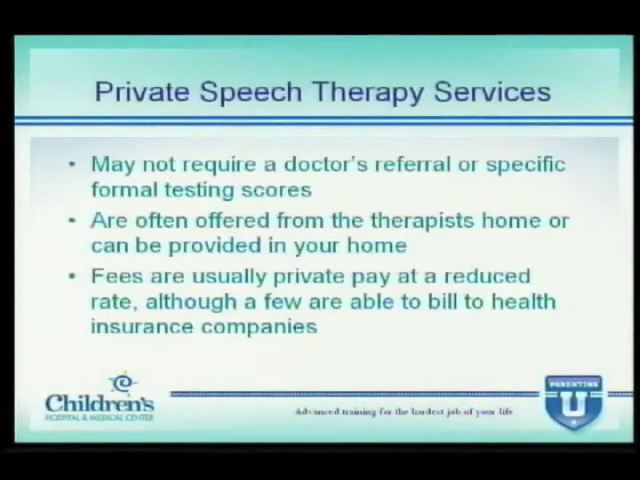 Private Speech Therapy Services
• May not require a doctor's referral or specific
formal testing scores
• Are often offered from the therapists home or
can be provided in your home
• Fees are usually private pay at a reduced
rate, although a few are able to bill to health
insurance companies
Children's
HOSPITAL & MEDICAL CENTER
Advanced training for the hardest job of your life.
PARENTING
U